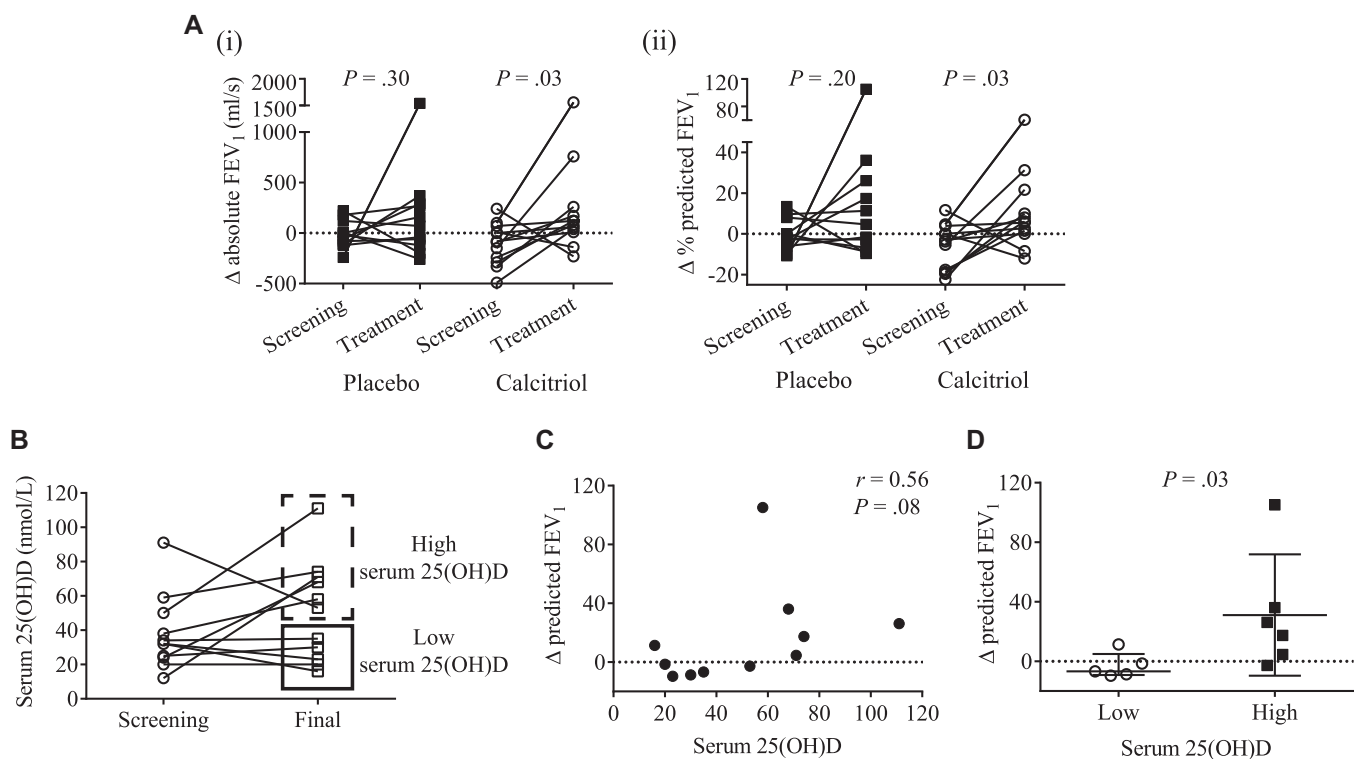 A
(i)
Δ absolute FEV1 (ml/s)
2000
1500
1000
500
0
-500
P = .30
P = .03
Screening
Treatment
Screening
Treatment
Placebo
Calcitriol
(ii)
Δ % predicted FEV1
120
80
40
20
0
-20
P = .20
P = .03
Screening
Treatment
Screening
Treatment
Placebo
Calcitriol
B
Serum 25(OH)D (nmol/L)
120
100
80
60
40
20
0
Screening
Final
High
serum 25(OH)D
Low
serum 25(OH)D
C
Δ predicted FEV1
120
80
40
0
r = 0.56
P = .08
0
20
40
60
80
100
120
Serum 25(OH)D
D
Δ predicted FEV1
120
80
40
0
P = .03
Low
High
Serum 25(OH)D